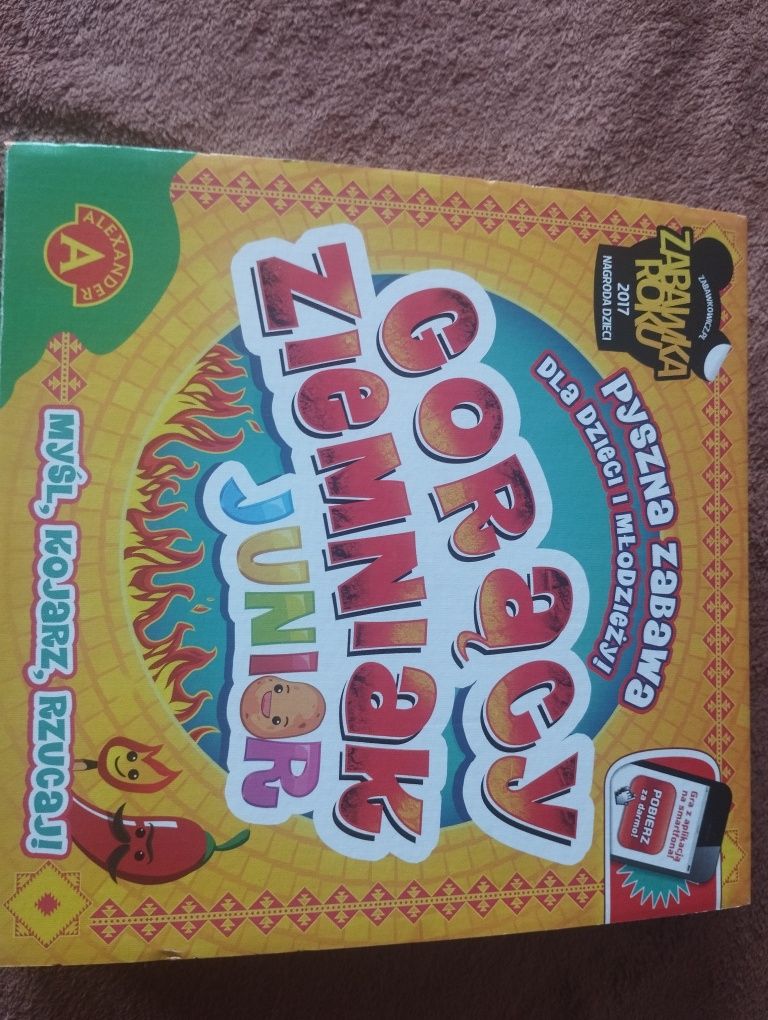 ZABAWKOWICZ.PL
ZABAWKA
ROKU
2017
NAGRODA DZIECI
PYSZNA ZABAWA
DLA DZIECI I MŁODZIEŻY!
Gra z aplikacją
na smartfona!
POBIERZ
za darmo!
GORĄCY
ZIEMNIAK
JUNIOR
ALEXANDER
A
MYŚL, KOJARZ, RZUCAJ!